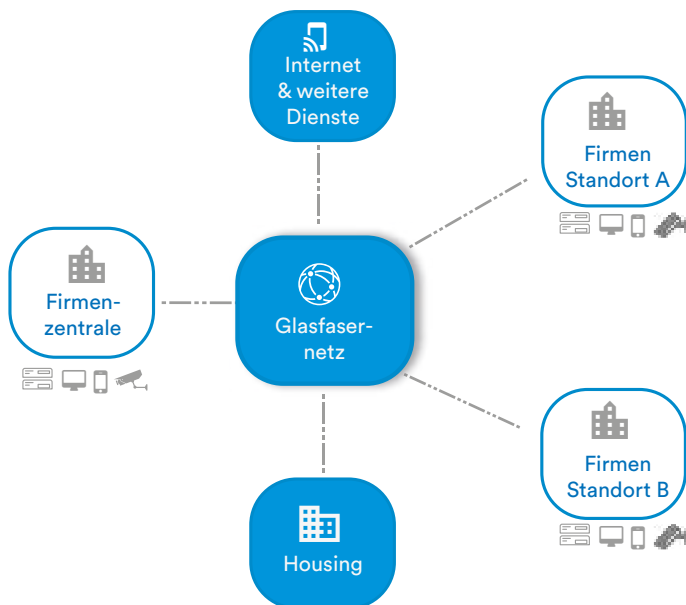 Internet
& weitere
Dienste
Firmen
Standort A
Firmen-
zentrale
Glasfaser-
netz
Firmen
Standort B
Housing